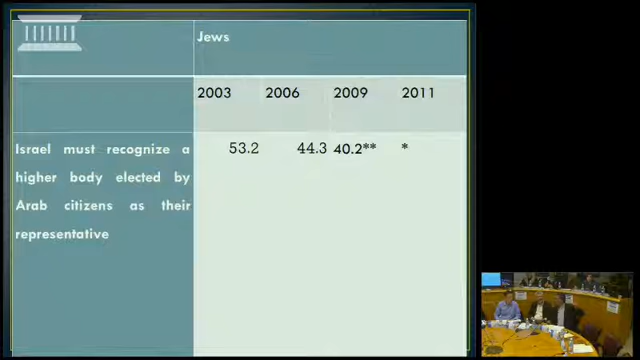 Jews
2003 2006 2009 2011
Israel must recognize a 53.2 44.3 40.2** *
higher body elected by
Arab citizens as their
representative